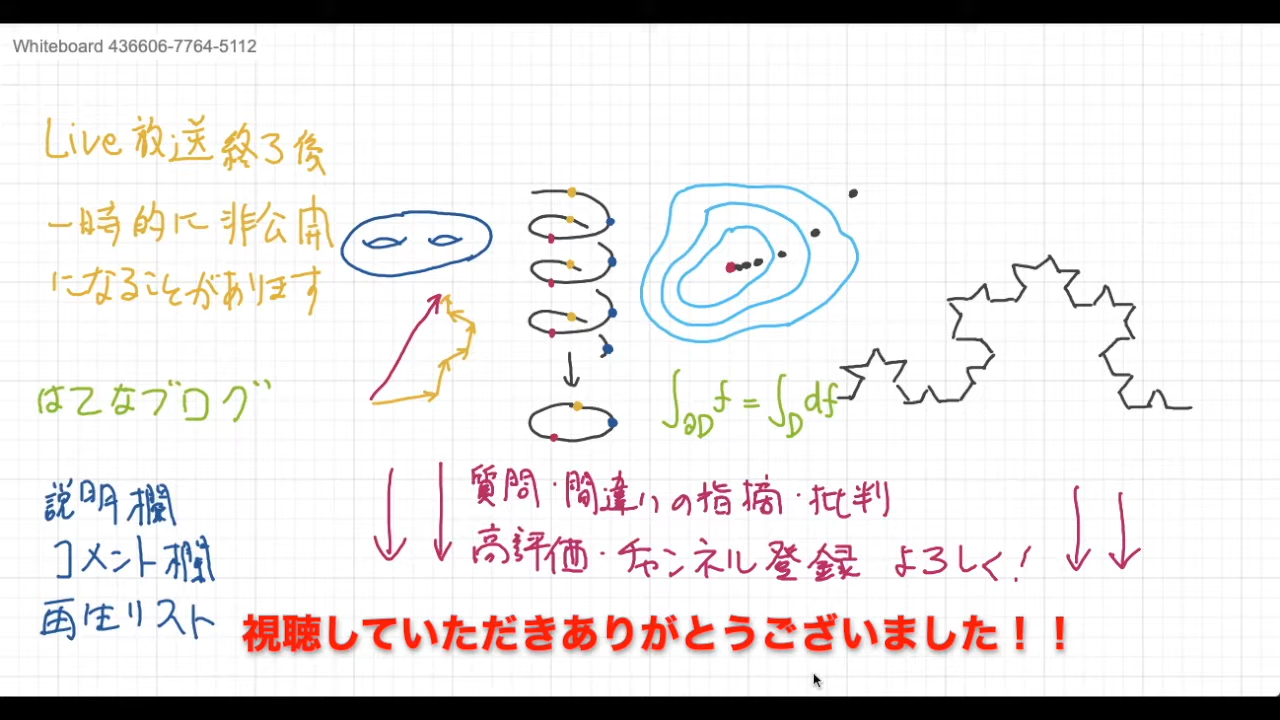 Whiteboard 436606-7764-5112
Live放送終了後
一時的に非公開
になることがあります
はてなブログ
∫∂D f = ∫D df
質問・間違いの指摘・批判
高評価・チャンネル登録 よろしく!
説明欄
コメント欄
再生リスト
視聴していただきありがとうございました！！